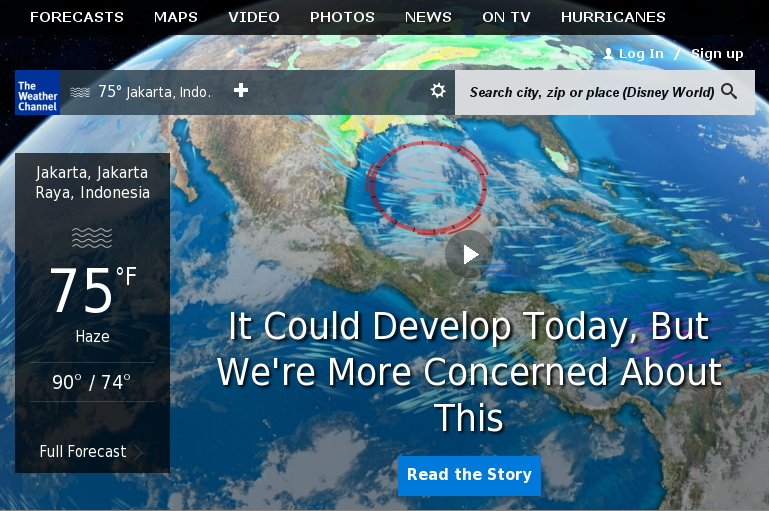 FORECASTS MAPS VIDEO PHOTOS NEWS ON TV HURRICANES
Log In / Sign up
The
Weather
Channel
75° Jakarta, Indo..
Search city, zip or place (Disney World)
Jakarta, Jakarta
Raya, Indonesia
75°F
Haze
90° / 74°
Full Forecast
It Could Develop Today, But
We're More Concerned About
This
Read the Story